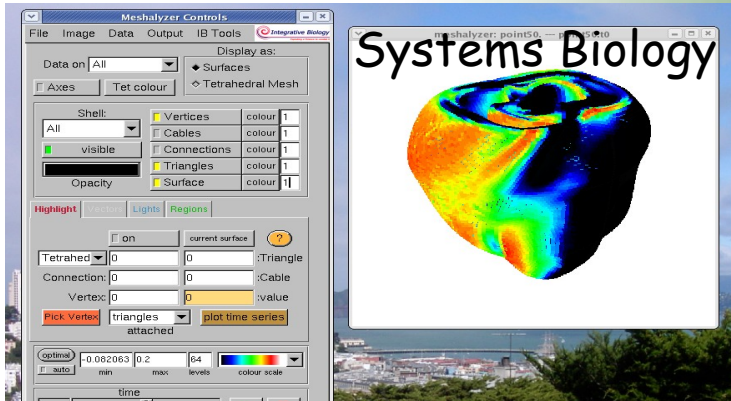 Meshalyzer Controls
File Image Data Output IB Tools Integrative Biology
Display as:
Data on All
Surfaces
Tetrahedral Mesh
Axes Tet colour
Shell:
All
visible
Opacity
Vertices colour 1
Cables colour 1
Connections colour 1
Triangles colour 1
Surface colour 1
Highlight Vectors Lights Regions
on current surface ?
Tetrahed 0 0 :Triangle
Connection: 0 0 :Cable
Vertex: 0 0 :value
Pick Vertex triangles plot time series
attached
optimal -0.082063 0.2 64
auto min max levels colour scale
time
meshalyzer: point50. --- point50.t0
Systems Biology